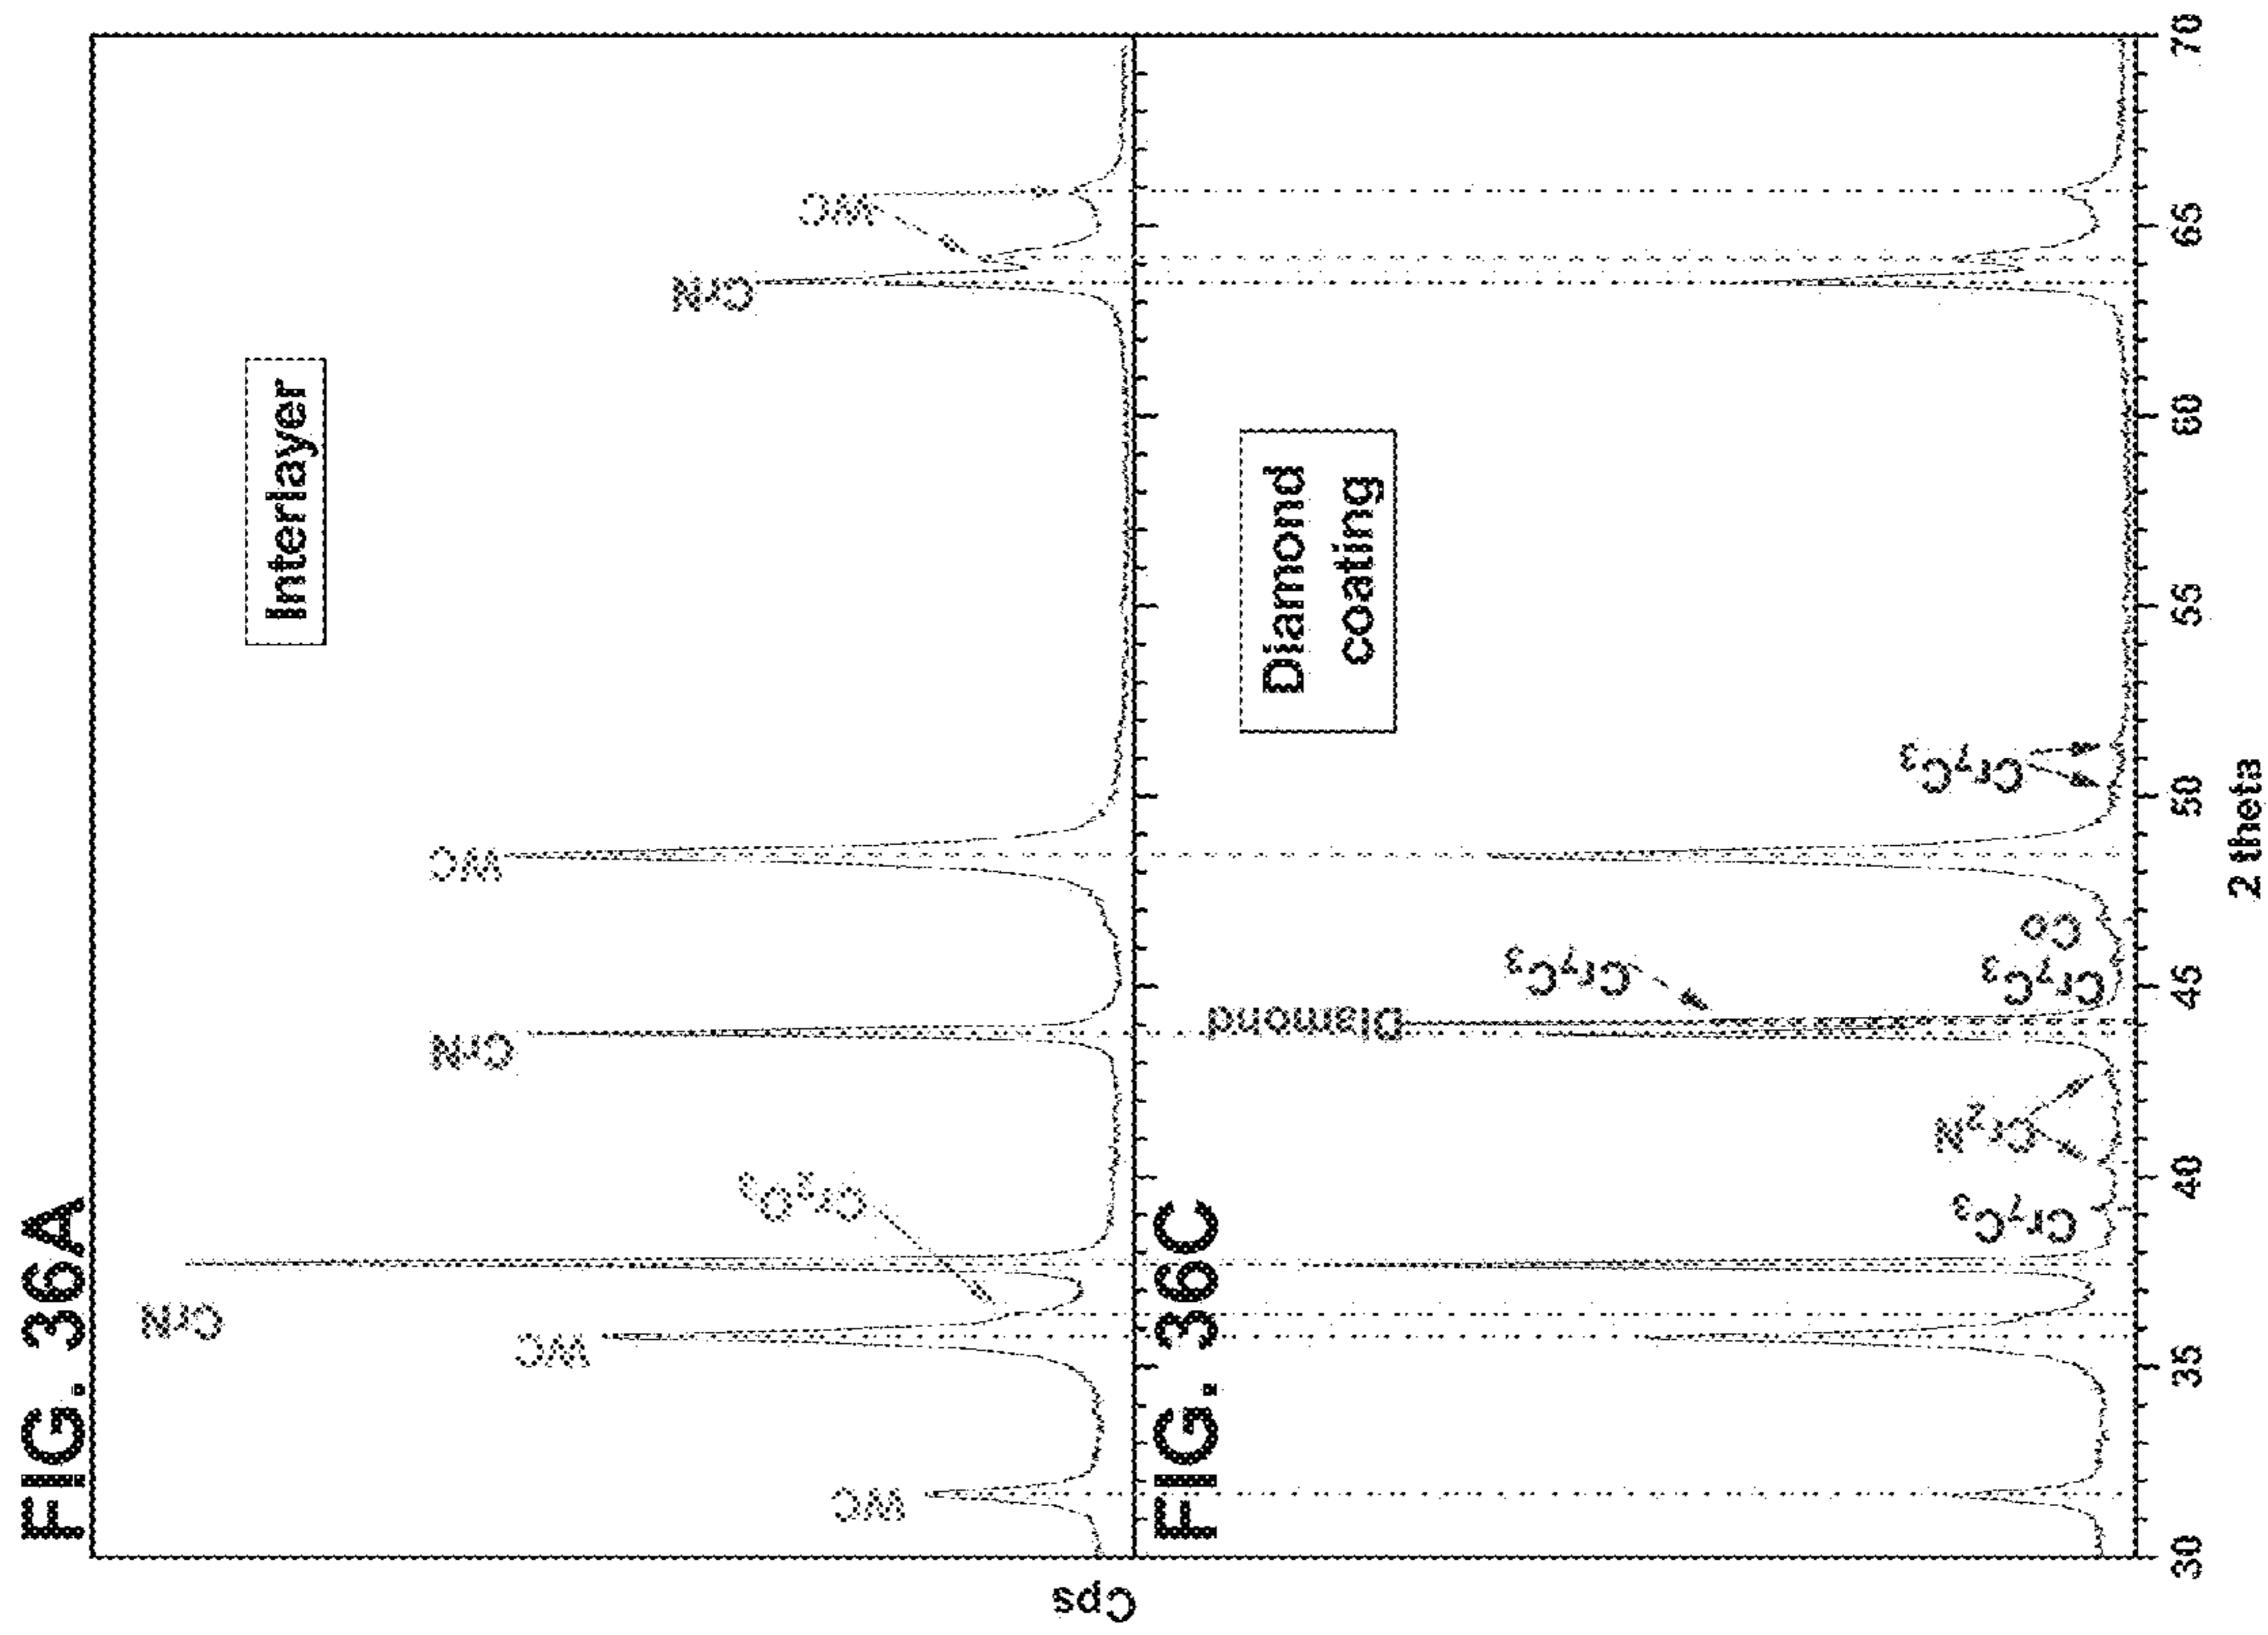 FIG. 36A
CrN
WC
WC
Cr₂O₃
CrN
WC
CrN
WC
Interlayer
Cps
FIG. 36C
Diamond
coating
Diamond
Cr₇C₃
Cr₇C₃
Cr₂N
Cr₇C₃
Co
Cr₇C₃
30 35 40 45 50 55 60 65 70
2 theta